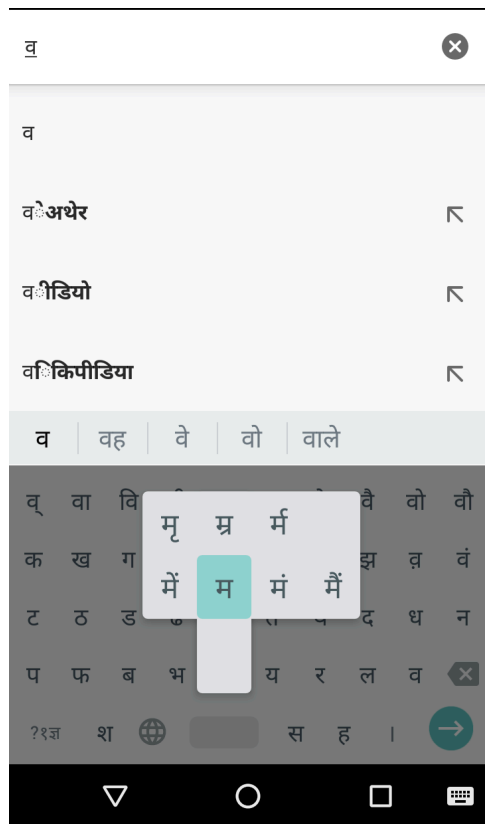 व
व
वेअथेर
वीडियो
विकिपीडिया
व वह वे वो वाले
व् वा वि वै वो वौ
मृ म्र र्म
क ख ग झ व़ वं
में म मं मैं
ट ठ ड द ध न
प फ ब भ य र ल व
?१ज्ञ श स ह ।